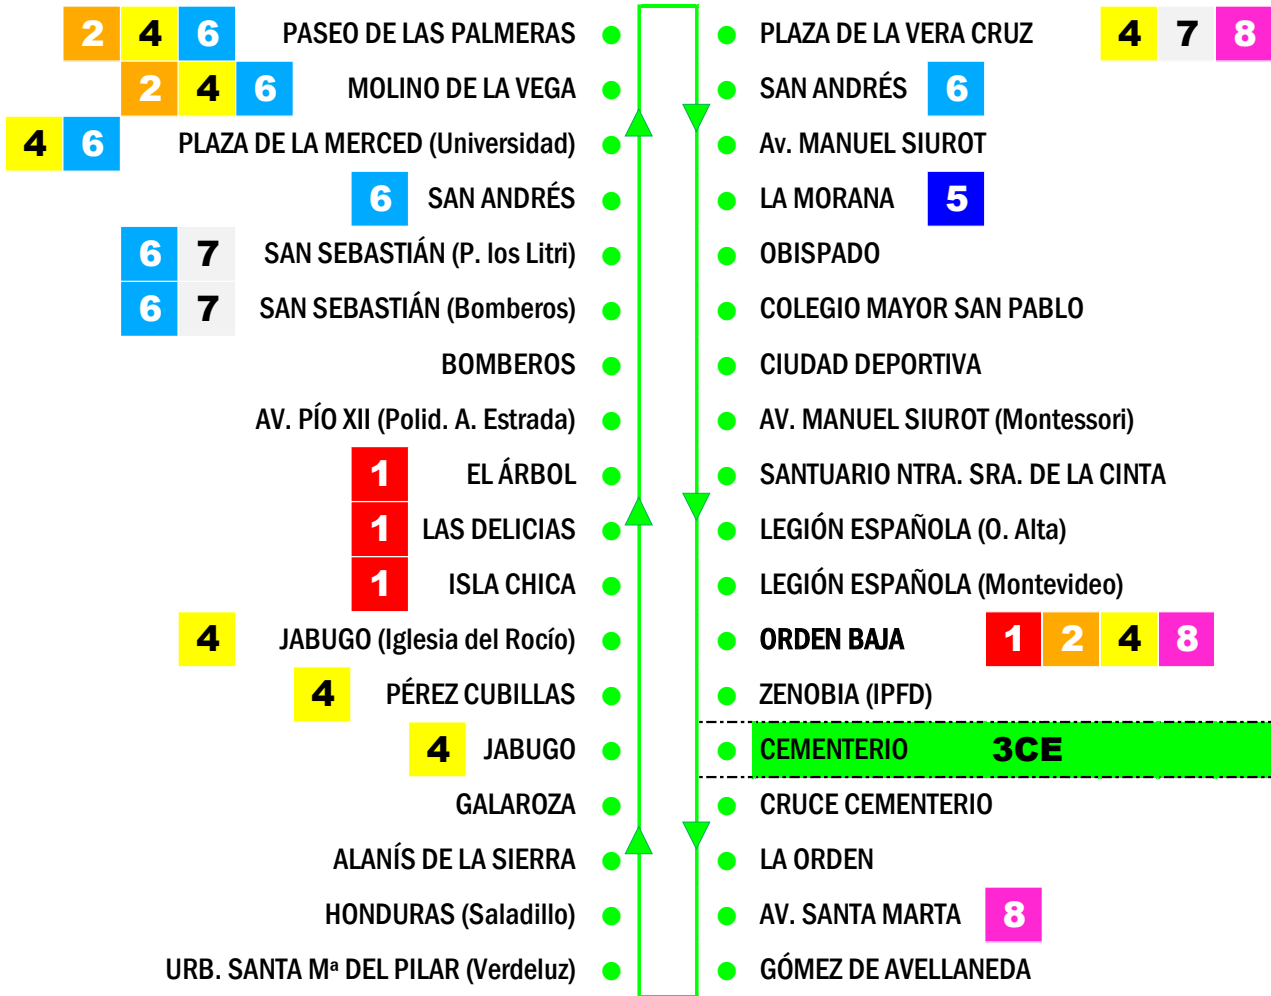 2 4 6 PASEO DE LAS PALMERAS
2 4 6 MOLINO DE LA VEGA
4 6 PLAZA DE LA MERCED (Universidad)
6 SAN ANDRÉS
6 7 SAN SEBASTIÁN (P. los Litri)
6 7 SAN SEBASTIÁN (Bomberos)
BOMBEROS
AV. PÍO XII (Polid. A. Estrada)
1 EL ÁRBOL
1 LAS DELICIAS
1 ISLA CHICA
4 JABUGO (Iglesia del Rocío)
4 PÉREZ CUBILLAS
4 JABUGO
GALAROZA
ALANÍS DE LA SIERRA
HONDURAS (Saladillo)
URB. SANTA Mª DEL PILAR (Verdeluz)
PLAZA DE LA VERA CRUZ 4 7 8
SAN ANDRÉS 6
Av. MANUEL SIUROT
LA MORANA 5
OBISPADO
COLEGIO MAYOR SAN PABLO
CIUDAD DEPORTIVA
AV. MANUEL SIUROT (Montessori)
SANTUARIO NTRA. SRA. DE LA CINTA
LEGIÓN ESPAÑOLA (O. Alta)
LEGIÓN ESPAÑOLA (Montevideo)
ORDEN BAJA 1 2 4 8
ZENOBIA (IPFD)
CEMENTERIO 3CE
CRUCE CEMENTERIO
LA ORDEN
AV. SANTA MARTA 8
GÓMEZ DE AVELLANEDA